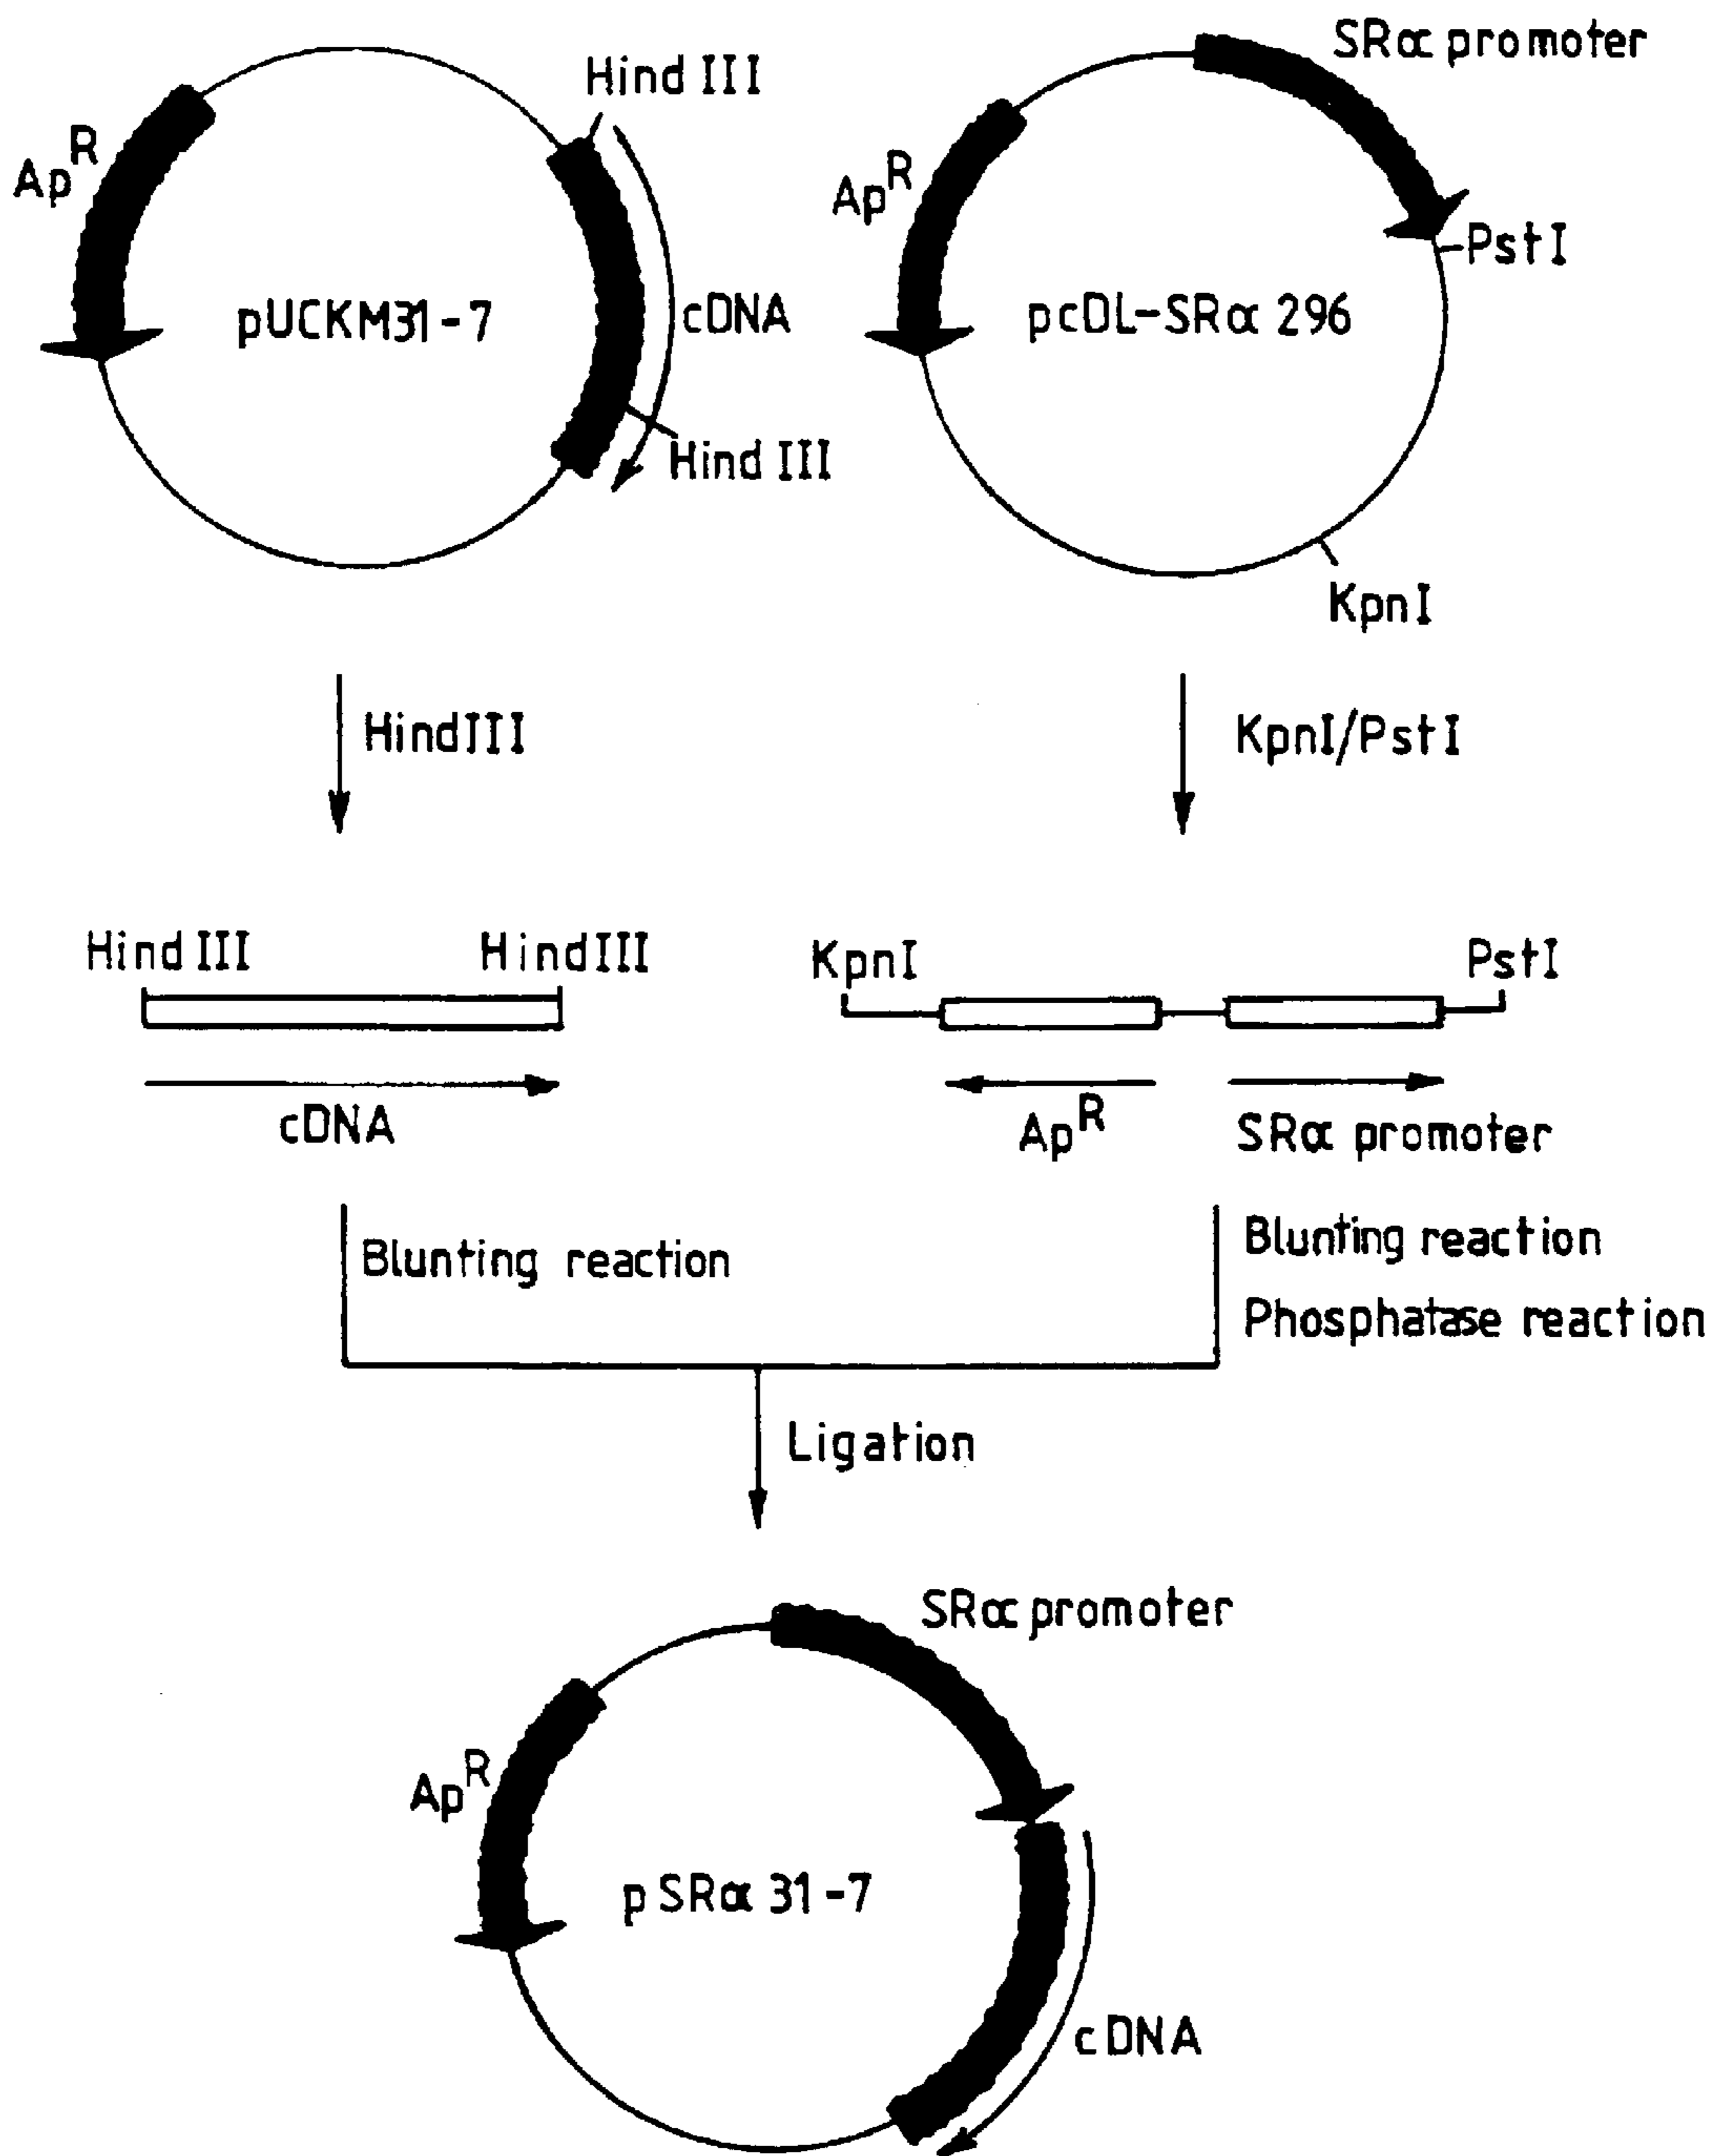 SRα promoter
Hind III
Ap^R
Ap^R
PstI
pUCKM31-7
cDNA
pcDL-SRα 296
Hind III
KpnI
HindIII
KpnI/PstI
Hind III
HindIII
KpnI
PstI
cDNA
Ap^R
SRα promoter
Blunting reaction
Blunting reaction
Phosphatase reaction
Ligation
SRα promoter
Ap^R
pSRα 31-7
cDNA